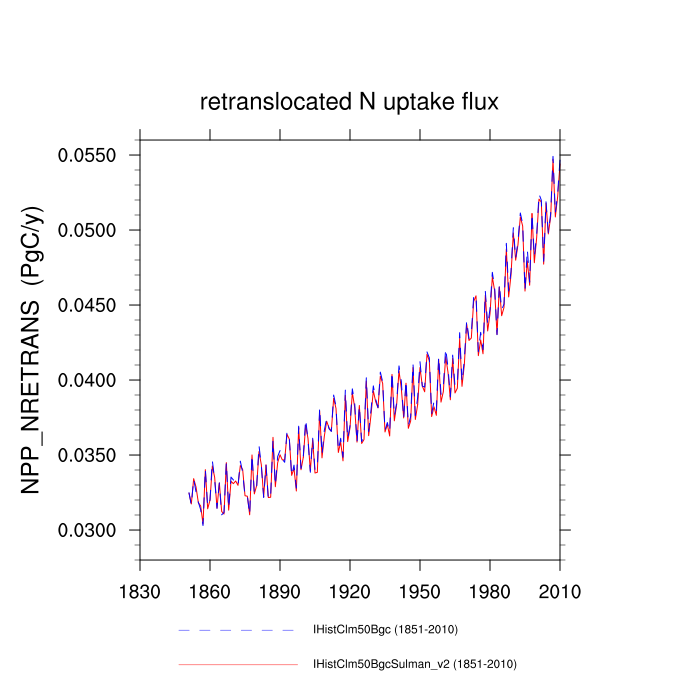 retranslocated N uptake flux
NPP_NRETRANS (PgC/y)
0.0550
0.0500
0.0450
0.0400
0.0350
0.0300
1830 1860 1890 1920 1950 1980 2010
IHistClm50Bgc (1851-2010)
IHistClm50BgcSulman_v2 (1851-2010)